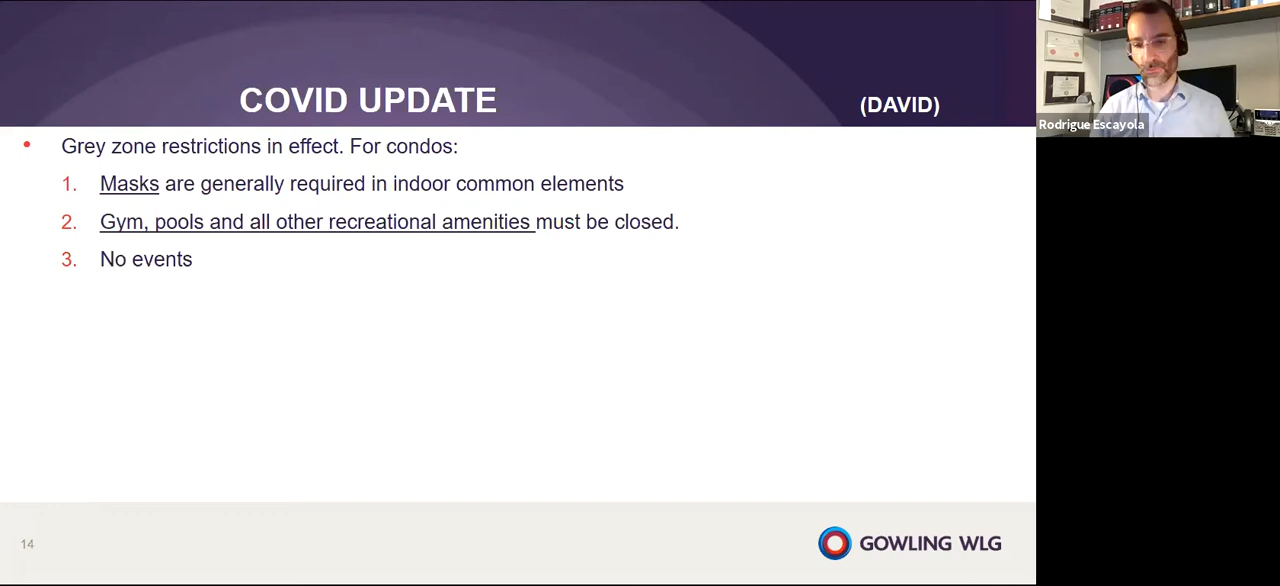 COVID UPDATE
(DAVID)
Rodrigue Escayola
• Grey zone restrictions in effect. For condos:
1. Masks are generally required in indoor common elements
2. Gym, pools and all other recreational amenities must be closed.
3. No events
14
GOWLING WLG